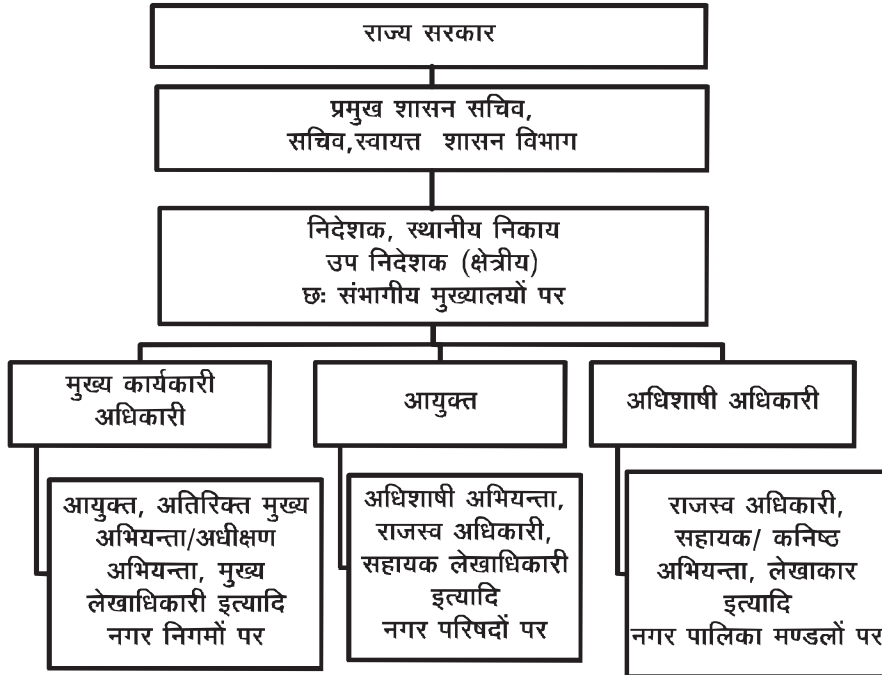 राज्य सरकार
प्रमुख शासन सचिव,
सचिव,स्वायत्त शासन विभाग
निदेशक, स्थानीय निकाय
उप निदेशक (क्षेत्रीय)
छः संभागीय मुख्यालयों पर
मुख्य कार्यकारी
अधिकारी
आयुक्त, अतिरिक्त मुख्य
अभियन्ता/अधीक्षण
अभियन्ता, मुख्य
लेखाधिकारी इत्यादि
नगर निगमों पर
आयुक्त
अधिशाषी अभियन्ता,
राजस्व अधिकारी,
सहायक लेखाधिकारी
इत्यादि
नगर परिषदों पर
अधिशाषी अधिकारी
राजस्व अधिकारी,
सहायक/ कनिष्ठ
अभियन्ता, लेखाकार
इत्यादि
नगर पालिका मण्डलों पर